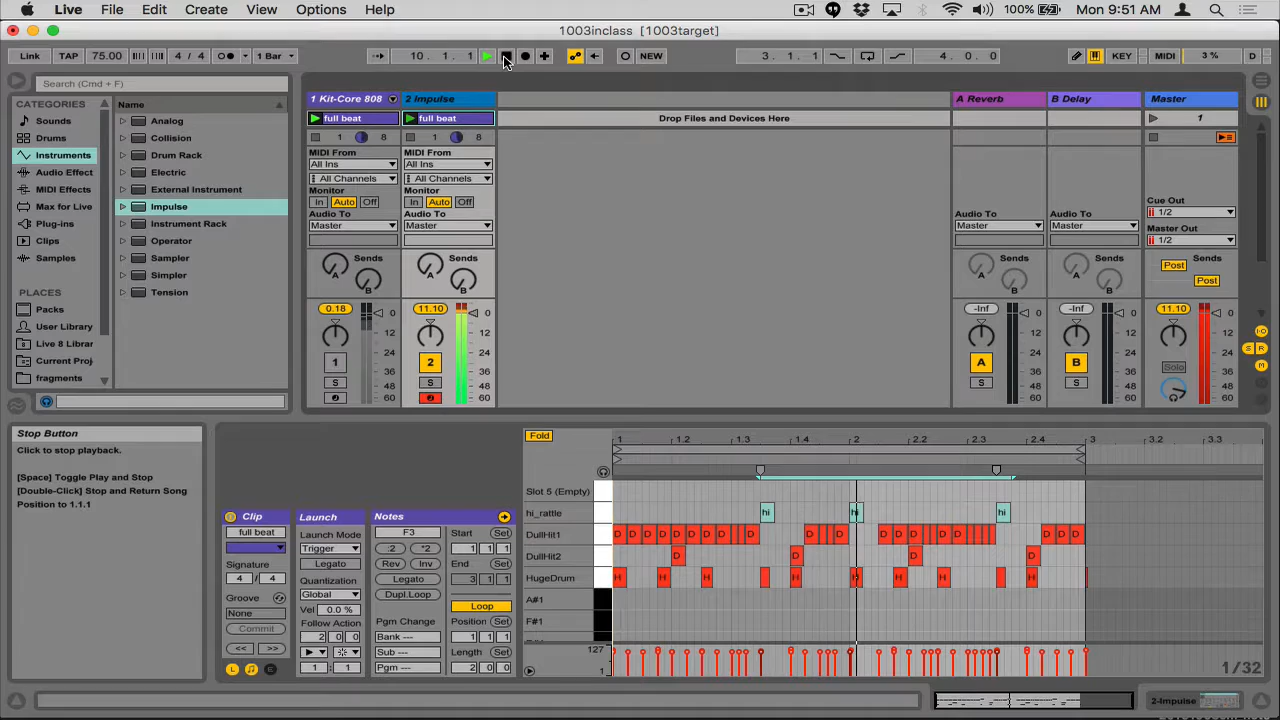 Live File Edit Create View Options Help 100% Mon 9:51 AM
1003inclass [1003target]
Link TAP 75.00 4 / 4 1 Bar 10. 1. 1 NEW 3. 1. 1 4. 0. 0 KEY MIDI 3 % D
Search (Cmd + F)
CATEGORIES
Sounds
Drums
Instruments
Audio Effect
MIDI Effects
Max for Live
Plug-ins
Clips
Samples
PLACES
Packs
User Library
Live 8 Librar
Current Proj
fragments
Name
Analog
Collision
Drum Rack
Electric
External Instrument
Impulse
Instrument Rack
Operator
Sampler
Simpler
Tension
1 Kit-Core 808 2 Impulse A Reverb B Delay Master
full beat full beat Drop Files and Devices Here 1
1 8 1 8
MIDI From MIDI From
All Ins All Ins
All Channels All Channels
Monitor Monitor
In Auto Off In Auto Off Cue Out
Audio To Audio To Audio To Audio To 1/2
Master Master Master Master Master Out
1/2
Sends Sends Sends Sends Sends
A A A A Post
B B B B Post
0.18 11.10 -Inf -Inf 11.10
0 0 0 0 0
12 12 12 12 12
24 24 24 24 24
1 2 A B Solo
36 36 36 36 36
S S S S
48 48 48 48 48
60 60 60 60 60
Stop Button
Click to stop playback.
[Space] Toggle Play and Stop
[Double-Click] Stop and Return Song
Position to 1.1.1
Clip
full beat
Signature
4 / 4
Groove
None
Commit
<< >>
L E
Launch
Launch Mode
Trigger
Legato
Quantization
Global
Vel 0.0 %
Follow Action
2 0 0
1 : 1
Notes
F3
:2 *2
Rev Inv
Legato
Dupl.Loop
Pgm Change
Bank ---
Sub ---
Pgm ---
Start Set
1 1 1
End Set
3 1 1
Loop
Position Set
1 1 1
Length Set
2 0 0
Fold 1 1.2 1.3 1.4 2 2.2 2.3 2.4 3 3.2 3.3
Slot 5 (Empty)
hi_rattle hi hi hi
DullHit1 D D D D D D D D D D D D D D D D D D D
DullHit2 D D D D
HugeDrum H H H H H H H H
A#1
F#1
127
1 1/32
2-Impulse